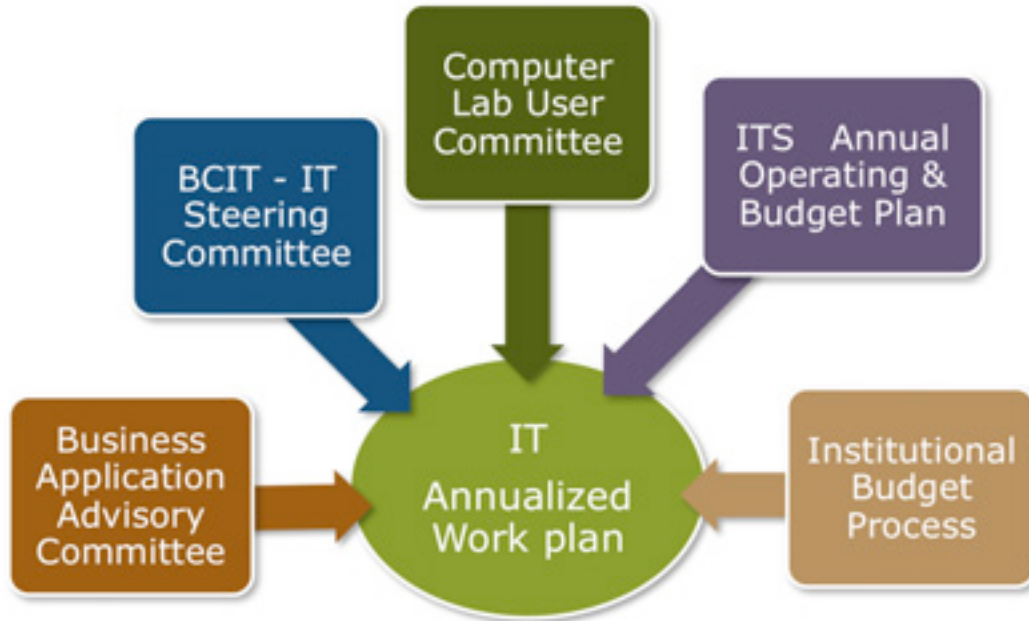 Computer
Lab User
Committee
BCIT - IT
Steering
Committee
ITS Annual
Operating &
Budget Plan
Business
Application
Advisory
Committee
IT
Annualized
Work plan
Institutional
Budget
Process